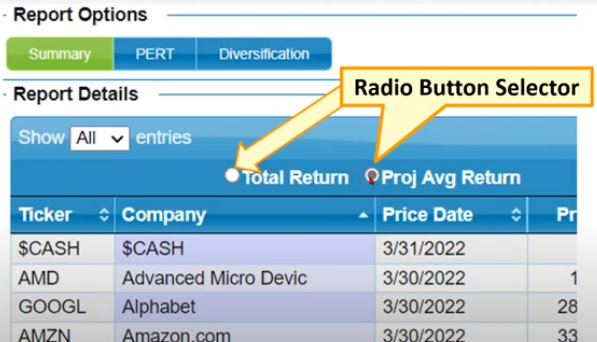 Report Options
Summary PERT Diversification
Radio Button Selector
Report Details
Show All entries
Total Return Proj Avg Return
Ticker Company Price Date Pr
$CASH $CASH 3/31/2022
AMD Advanced Micro Devic 3/30/2022 1
GOOGL Alphabet 3/30/2022 28
AMZN Amazon.com 3/30/2022 33